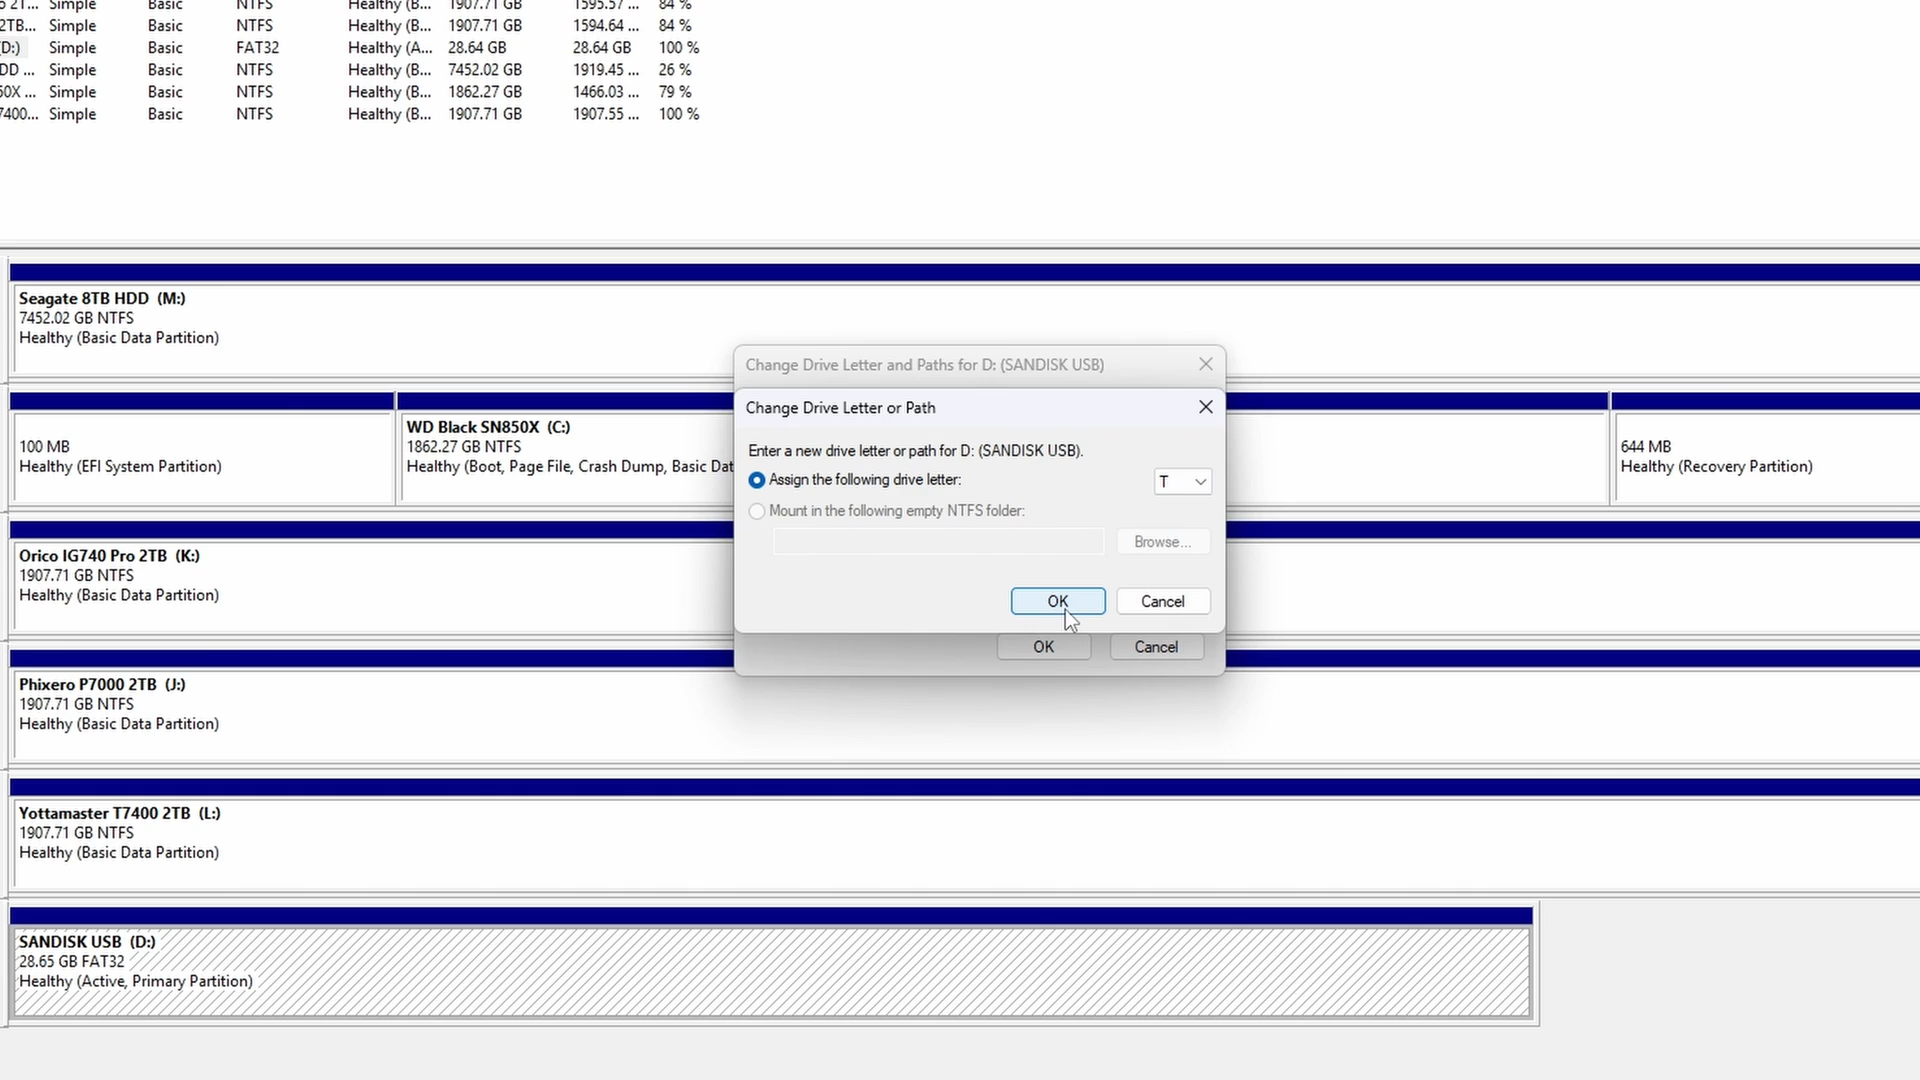 Simple Basic NTFS Healthy (B... 1907.71 GB 1595.57 ... 84 %
2TB... Simple Basic NTFS Healthy (B... 1907.71 GB 1594.64 ... 84 %
(D:) Simple Basic FAT32 Healthy (A... 28.64 GB 28.64 GB 100 %
DD ... Simple Basic NTFS Healthy (B... 7452.02 GB 1919.45 ... 26 %
50X ... Simple Basic NTFS Healthy (B... 1862.27 GB 1466.03 ... 79 %
7400... Simple Basic NTFS Healthy (B... 1907.71 GB 1907.55 ... 100 %
Seagate 8TB HDD (M:)
7452.02 GB NTFS
Healthy (Basic Data Partition)
100 MB
Healthy (EFI System Partition)
WD Black SN850X (C:)
1862.27 GB NTFS
Healthy (Boot, Page File, Crash Dump, Basic Dat
644 MB
Healthy (Recovery Partition)
Change Drive Letter and Paths for D: (SANDISK USB)
Change Drive Letter or Path
Enter a new drive letter or path for D: (SANDISK USB).
Assign the following drive letter: T
Mount in the following empty NTFS folder:
Browse...
OK Cancel
OK Cancel
Orico IG740 Pro 2TB (K:)
1907.71 GB NTFS
Healthy (Basic Data Partition)
Phixero P7000 2TB (J:)
1907.71 GB NTFS
Healthy (Basic Data Partition)
Yottamaster T7400 2TB (L:)
1907.71 GB NTFS
Healthy (Basic Data Partition)
SANDISK USB (D:)
28.65 GB FAT32
Healthy (Active, Primary Partition)